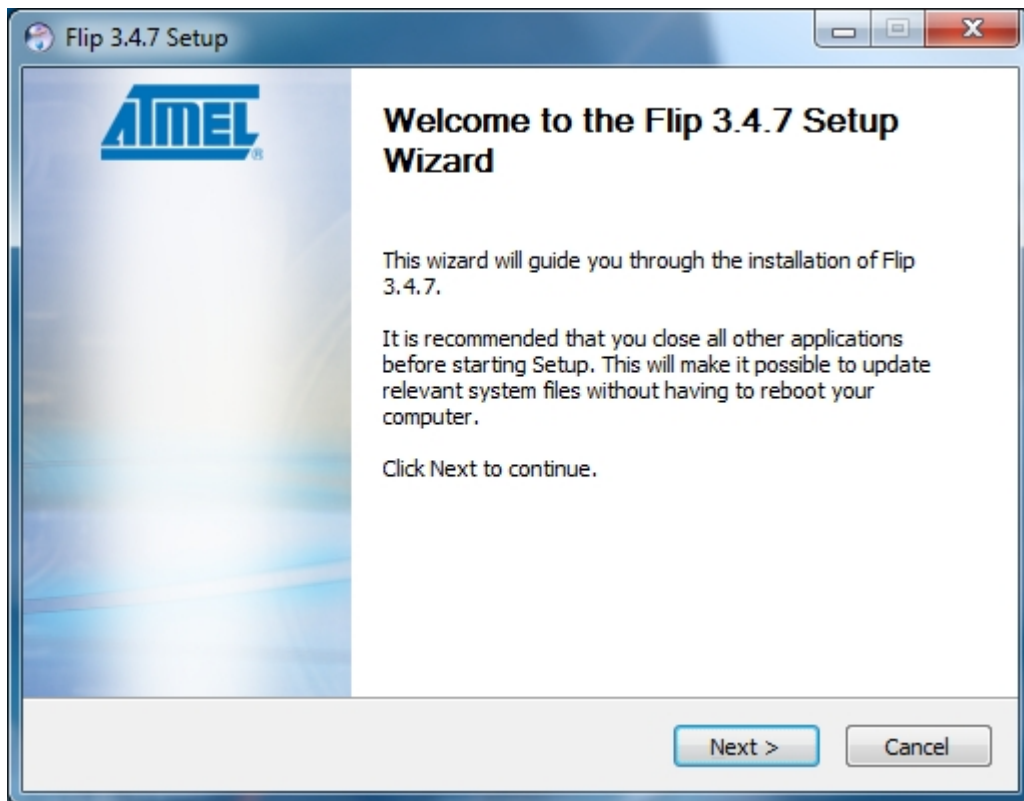 Flip 3.4.7 Setup
ATMEL®
Welcome to the Flip 3.4.7 Setup
Wizard
This wizard will guide you through the installation of Flip
3.4.7.
It is recommended that you close all other applications
before starting Setup. This will make it possible to update
relevant system files without having to reboot your
computer.
Click Next to continue.
Next >
Cancel